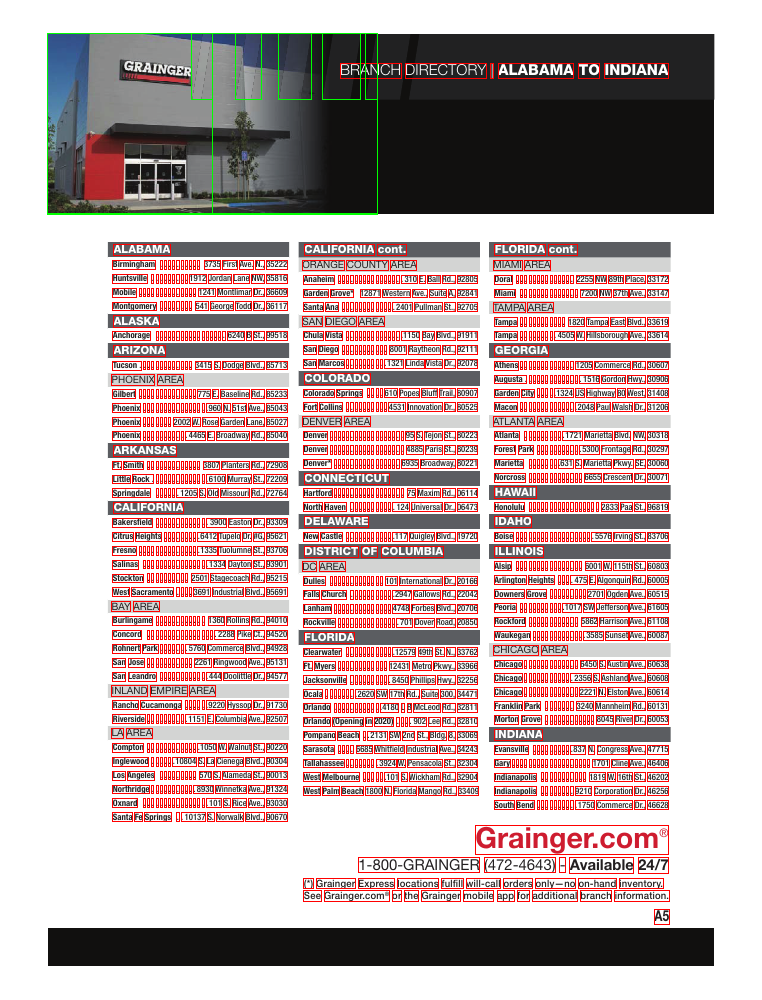 GRAINGER
BRANCH DIRECTORY | ALABAMA TO INDIANA
ALABAMA
Birmingham 3735 First Ave. N., 35222
Huntsville 1912 Jordan Lane NW, 35816
Mobile 1241 Montlimar Dr., 36609
Montgomery 541 George Todd Dr., 36117
ALASKA
Anchorage 6240 B St., 99518
ARIZONA
Tucson 3415 S. Dodge Blvd., 85713
PHOENIX AREA
Gilbert 775 E. Baseline Rd., 85233
Phoenix 960 N. 51st Ave., 85043
Phoenix 2002 W. Rose Garden Lane, 85027
Phoenix 4465 E. Broadway Rd., 85040
ARKANSAS
Ft. Smith 3807 Planters Rd., 72908
Little Rock 6100 Murray St., 72209
Springdale 1205 S. Old Missouri Rd., 72764
CALIFORNIA
Bakersfield 3900 Easton Dr., 93309
Citrus Heights 6412 Tupelo Dr., #G, 95621
Fresno 1335 Tuolumne St., 93706
Salinas 1334 Dayton St., 93901
Stockton 2501 Stagecoach Rd., 95215
West Sacramento 3691 Industrial Blvd., 95691
BAY AREA
Burlingame 1360 Rollins Rd., 94010
Concord 2288 Pike Ct., 94520
Rohnert Park 5760 Commerce Blvd., 94928
San Jose 2261 Ringwood Ave., 95131
San Leandro 444 Doolittle Dr., 94577
INLAND EMPIRE AREA
Rancho Cucamonga 9220 Hyssop Dr., 91730
Riverside 1151 E. Columbia Ave., 92507
LA AREA
Compton 1050 W. Walnut St., 90220
Inglewood 10804 S. La Cienega Blvd., 90304
Los Angeles 570 S. Alameda St., 90013
Northridge 8930 Winnetka Ave., 91324
Oxnard 101 S. Rice Ave., 93030
Santa Fe Springs 10137 S. Norwalk Blvd., 90670
CALIFORNIA cont.
ORANGE COUNTY AREA
Anaheim 310 E. Ball Rd., 92805
Garden Grove* 12871 Western Ave., Suite A, 92841
Santa Ana 2401 Pullman St., 92705
SAN DIEGO AREA
Chula Vista 1150 Bay Blvd., 91911
San Diego 8001 Raytheon Rd., 92111
San Marcos 1321 Linda Vista Dr., 92078
COLORADO
Colorado Springs 610 Popes Bluff Trail, 80907
Fort Collins 4531 Innovation Dr., 80525
DENVER AREA
Denver 95 S. Tejon St., 80223
Denver 4885 Paris St., 80239
Denver* 6935 Broadway, 80221
CONNECTICUT
Hartford 75 Maxim Rd., 06114
North Haven 124 Universal Dr., 06473
DELAWARE
New Castle 117 Quigley Blvd., 19720
DISTRICT OF COLUMBIA
DC AREA
Dulles 101 International Dr., 20166
Falls Church 2947 Gallows Rd., 22042
Lanham 4748 Forbes Blvd., 20706
Rockville 701 Dover Road, 20850
FLORIDA
Clearwater 12579 49th St. N., 33762
Ft. Myers 12431 Metro Pkwy., 33966
Jacksonville 8450 Phillips Hwy., 32256
Ocala 2620 SW 17th Rd., Suite 300, 34471
Orlando 4180 L B McLeod Rd., 32811
Orlando (Opening in 2020) 902 Lee Rd., 32810
Pompano Beach 2131 SW 2nd St., Bldg. 8, 33069
Sarasota 5685 Whitfield Industrial Ave., 34243
Tallahassee 3924 W. Pensacola St., 32304
West Melbourne 101 S. Wickham Rd., 32904
West Palm Beach 1800 N. Florida Mango Rd., 33409
FLORIDA cont.
MIAMI AREA
Doral 2255 NW 89th Place, 33172
Miami 7200 NW 37th Ave., 33147
TAMPA AREA
Tampa 1820 Tampa East Blvd., 33619
Tampa 4505 W. Hillsborough Ave., 33614
GEORGIA
Athens 1205 Commerce Rd., 30607
Augusta 1516 Gordon Hwy., 30906
Garden City 1324 US Highway 80 West, 31408
Macon 2048 Paul Walsh Dr., 31206
ATLANTA AREA
Atlanta 1721 Marietta Blvd. NW, 30318
Forest Park 5300 Frontage Rd., 30297
Marietta 631 S. Marietta Pkwy., SE, 30060
Norcross 6655 Crescent Dr., 30071
HAWAII
Honolulu 2833 Paa St., 96819
IDAHO
Boise 5576 Irving St., 83706
ILLINOIS
Alsip 6001 W. 115th St., 60803
Arlington Heights 475 E. Algonquin Rd., 60005
Downers Grove 2701 Ogden Ave., 60515
Peoria 1017 SW Jefferson Ave., 61605
Rockford 5862 Harrison Ave., 61108
Waukegan 3585 Sunset Ave., 60087
CHICAGO AREA
Chicago 5450 S. Austin Ave., 60638
Chicago 2356 S. Ashland Ave., 60608
Chicago 2221 N. Elston Ave., 60614
Franklin Park 3240 Mannheim Rd., 60131
Morton Grove 8045 River Dr., 60053
INDIANA
Evansville 837 N. Congress Ave., 47715
Gary 1701 Cline Ave., 46406
Indianapolis 1819 W. 16th St., 46202
Indianapolis 9210 Corporation Dr., 46256
South Bend 1750 Commerce Dr., 46628
Grainger.com®
1-800-GRAINGER (472-4643) – Available 24/7
(*) Grainger Express locations fulfill will-call orders only—no on-hand inventory.
See Grainger.com® or the Grainger mobile app for additional branch information.
A5